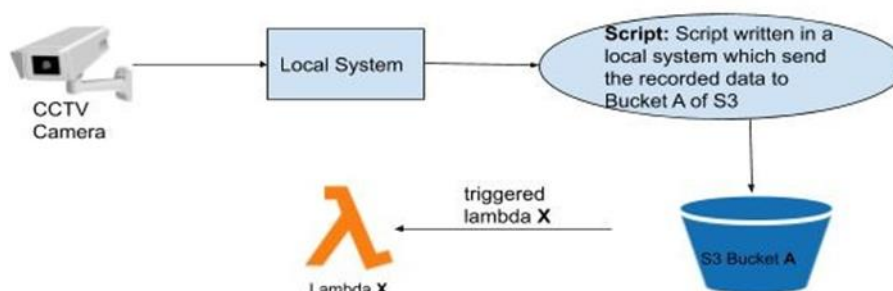 Script: Script written in a
local system which send
the recorded data to
Bucket A of S3
Local System
CCTV
Camera
triggered
lambda X
S3 Bucket A
Lambda X